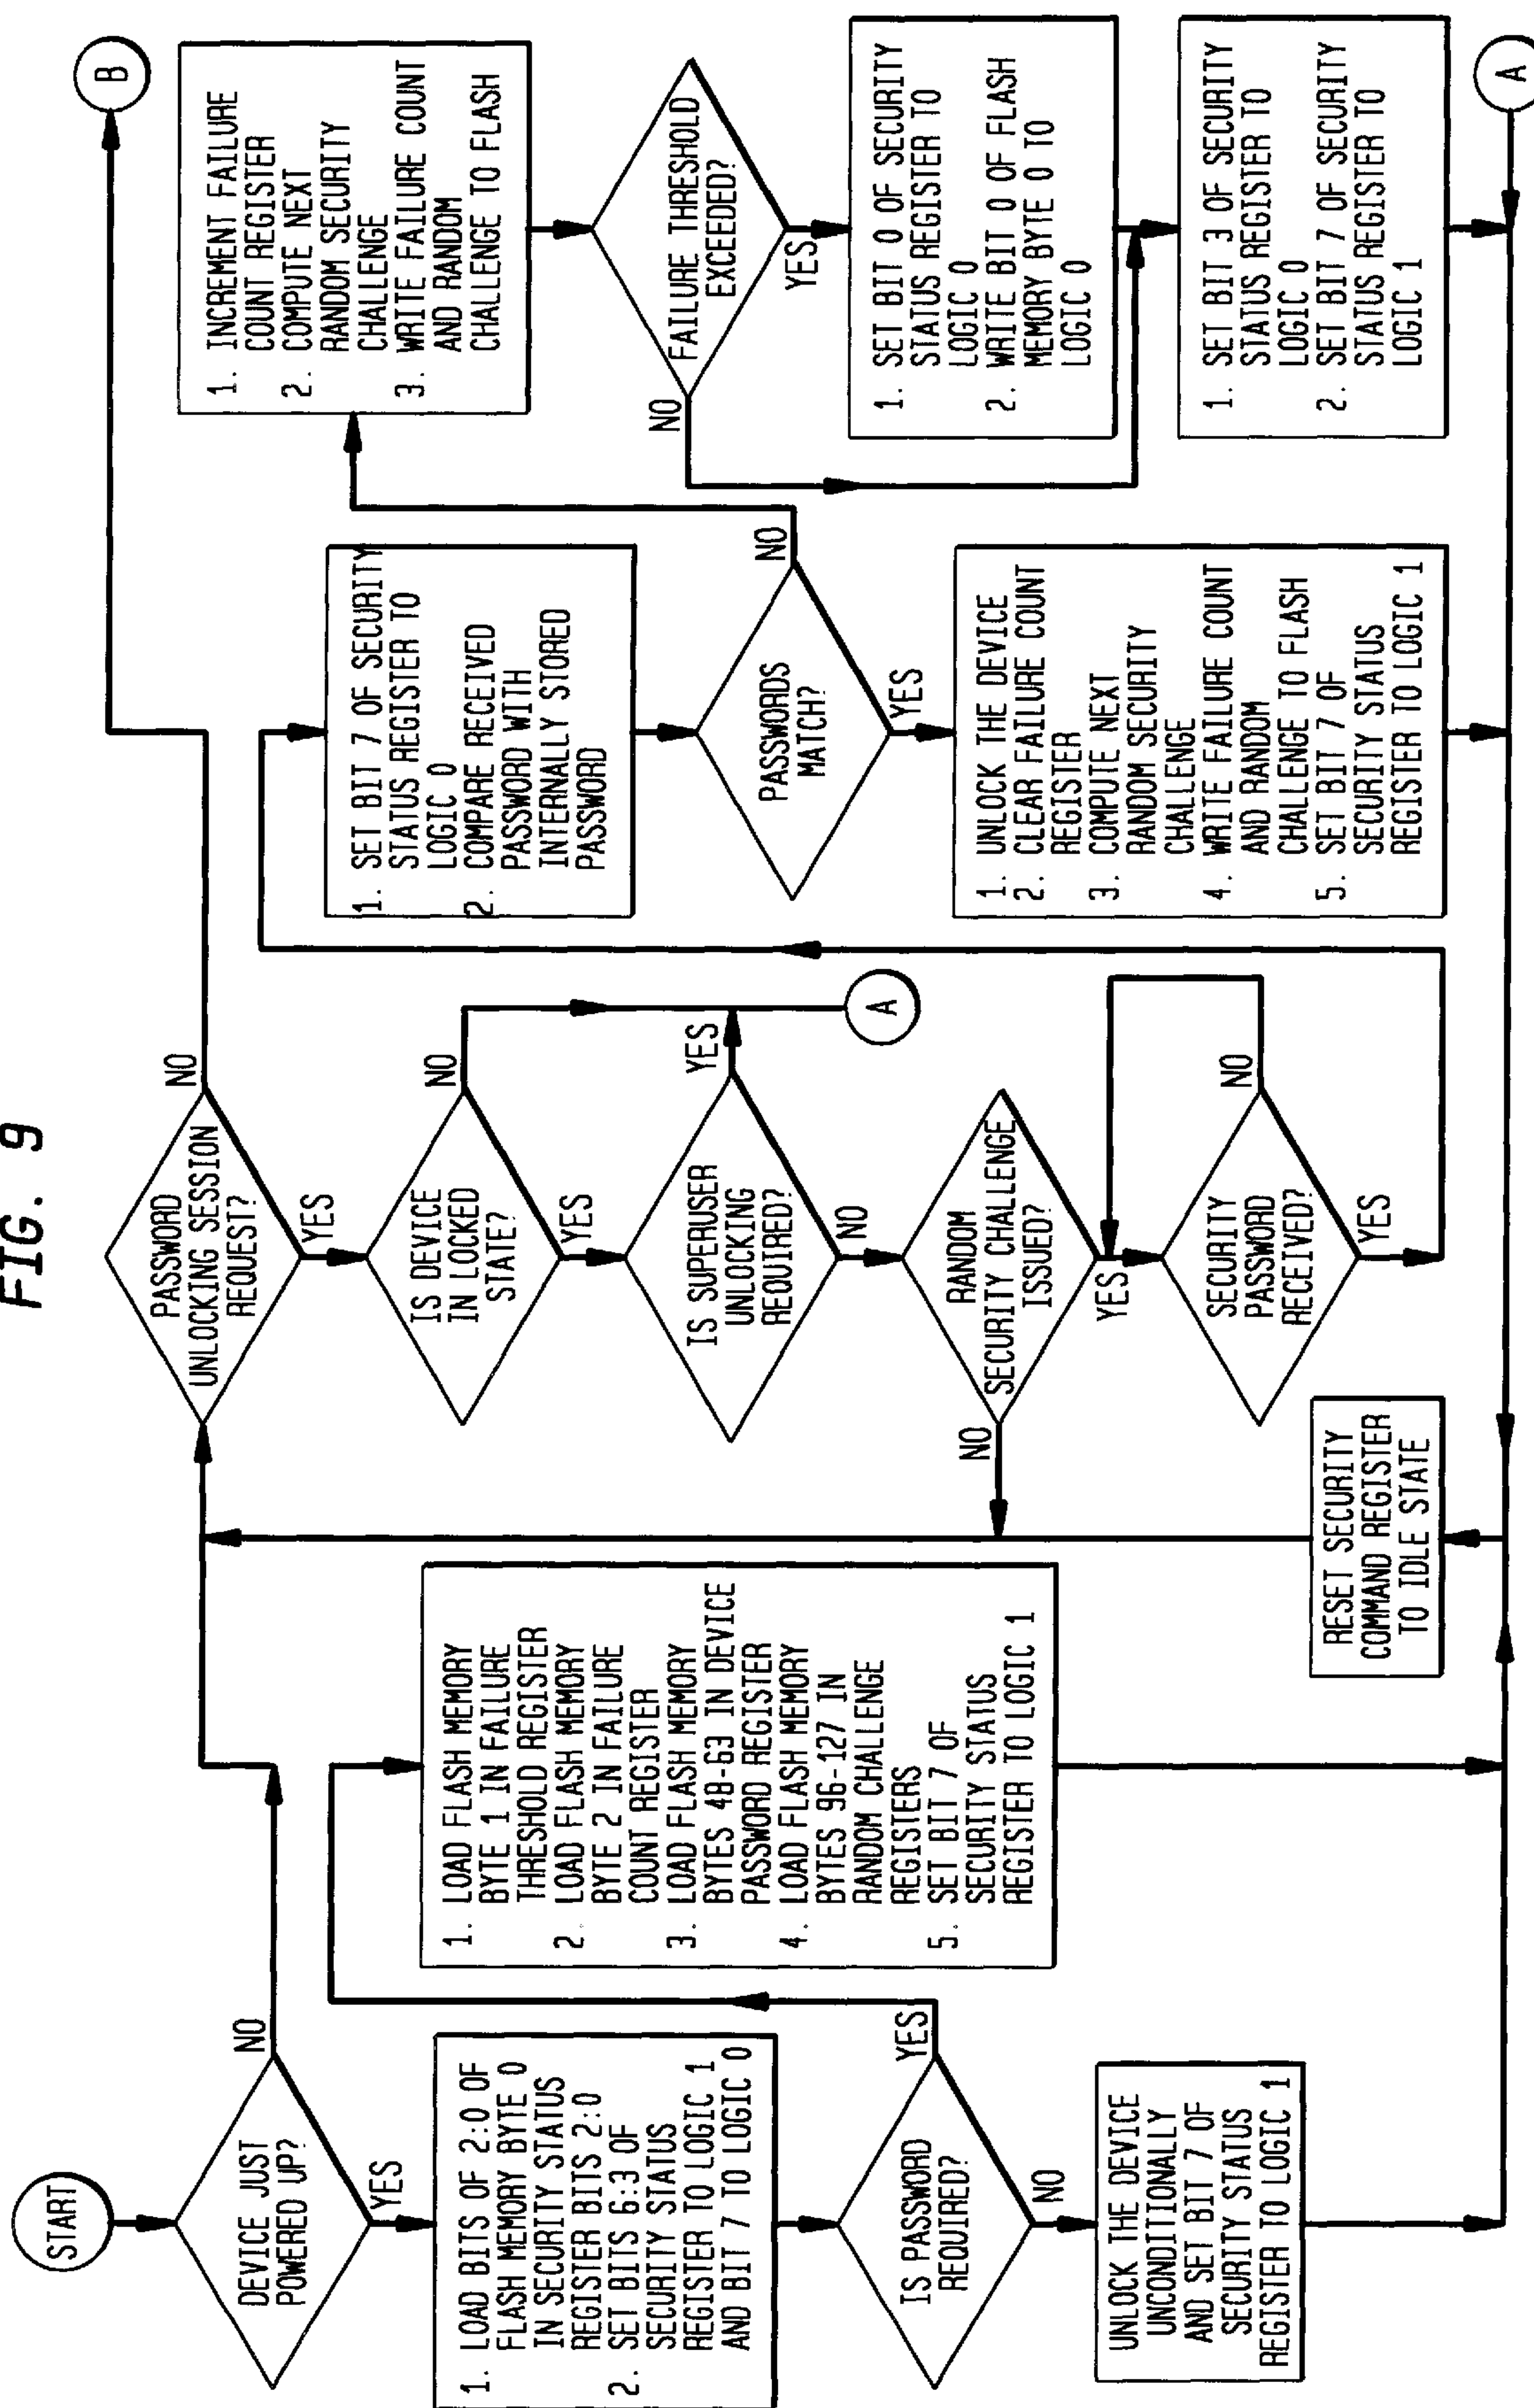 FIG. 9
START
DEVICE JUST
POWERED UP?
NO
YES
1. LOAD BITS OF 2:0 OF
FLASH MEMORY BYTE 0
IN SECURITY STATUS
REGISTER BITS 2:0
2. SET BITS 6:3 OF
SECURITY STATUS
REGISTER TO LOGIC 1
AND BIT 7 TO LOGIC 0
IS PASSWORD
REQUIRED?
YES
NO
UNLOCK THE DEVICE
UNCONDITIONALLY
AND SET BIT 7 OF
SECURITY STATUS
REGISTER TO LOGIC 1
1. LOAD FLASH MEMORY
BYTE 1 IN FAILURE
THRESHOLD REGISTER
2. LOAD FLASH MEMORY
BYTE 2 IN FAILURE
COUNT REGISTER
3. LOAD FLASH MEMORY
BYTES 48-63 IN DEVICE
PASSWORD REGISTER
4. LOAD FLASH MEMORY
BYTES 96-127 IN
RANDOM CHALLENGE
REGISTERS
5. SET BIT 7 OF
SECURITY STATUS
REGISTER TO LOGIC 1
RESET SECURITY
COMMAND REGISTER
TO IDLE STATE
PASSWORD
UNLOCKING SESSION
REQUEST?
NO
YES
IS DEVICE
IN LOCKED
STATE?
NO
YES
IS SUPERUSER
UNLOCKING
REQUIRED?
YES
NO
A
RANDOM
SECURITY CHALLENGE
ISSUED?
NO
YES
SECURITY
PASSWORD
RECEIVED?
NO
YES
1. SET BIT 7 OF SECURITY
STATUS REGISTER TO
LOGIC 0
2. COMPARE RECEIVED
PASSWORD WITH
INTERNALLY STORED
PASSWORD
PASSWORDS
MATCH?
NO
YES
1. UNLOCK THE DEVICE
2. CLEAR FAILURE COUNT
REGISTER
3. COMPUTE NEXT
RANDOM SECURITY
CHALLENGE
4. WRITE FAILURE COUNT
AND RANDOM
CHALLENGE TO FLASH
5. SET BIT 7 OF
SECURITY STATUS
REGISTER TO LOGIC 1
B
1. INCREMENT FAILURE
COUNT REGISTER
2. COMPUTE NEXT
RANDOM SECURITY
CHALLENGE
3. WRITE FAILURE COUNT
AND RANDOM
CHALLENGE TO FLASH
FAILURE THRESHOLD
EXCEEDED?
NO
YES
1. SET BIT 0 OF SECURITY
STATUS REGISTER TO
LOGIC 0
2. WRITE BIT 0 OF FLASH
MEMORY BYTE 0 TO
LOGIC 0
1. SET BIT 3 OF SECURITY
STATUS REGISTER TO
LOGIC 0
2. SET BIT 7 OF SECURITY
STATUS REGISTER TO
LOGIC 1
A